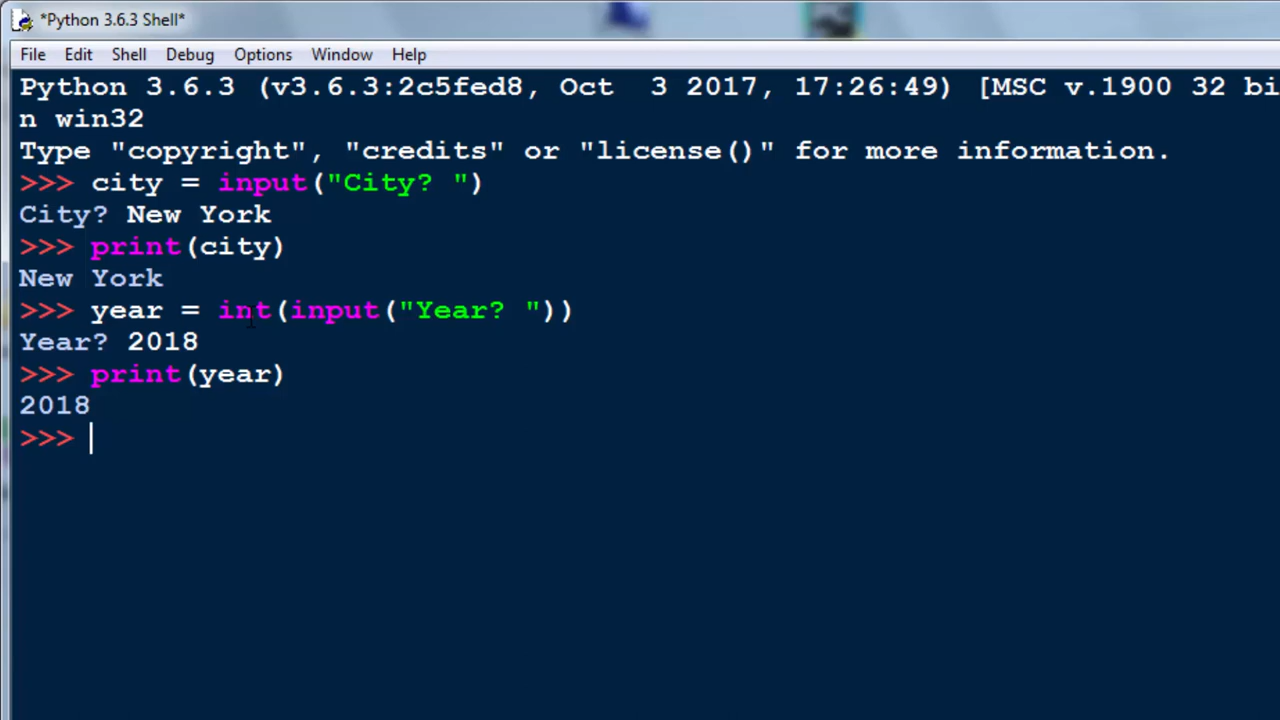 *Python 3.6.3 Shell*
File Edit Shell Debug Options Window Help
Python 3.6.3 (v3.6.3:2c5fed8, Oct  3 2017, 17:26:49) [MSC v.1900 32 bi
n win32
Type "copyright", "credits" or "license()" for more information.
>>> city = input("City? ")
City? New York
>>> print(city)
New York
>>> year = int(input("Year? "))
Year? 2018
>>> print(year)
2018
>>>